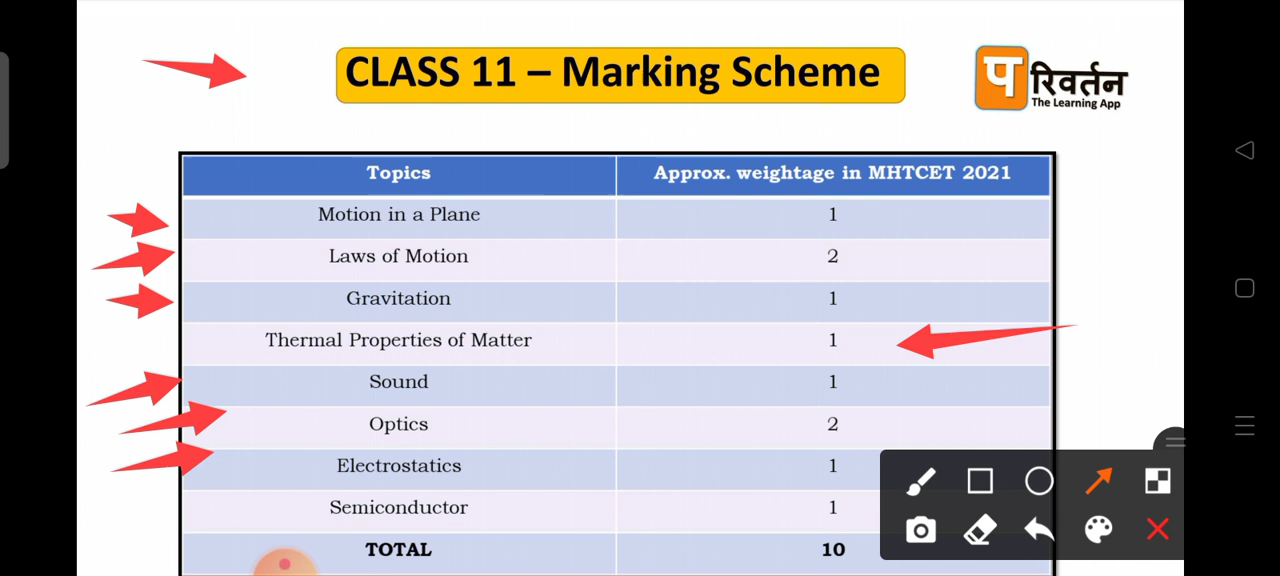 CLASS 11 – Marking Scheme
परिवर्तन
The Learning App
Topics Approx. weightage in MHTCET 2021
Motion in a Plane 1
Laws of Motion 2
Gravitation 1
Thermal Properties of Matter 1
Sound 1
Optics 2
Electrostatics 1
Semiconductor 1
TOTAL 10